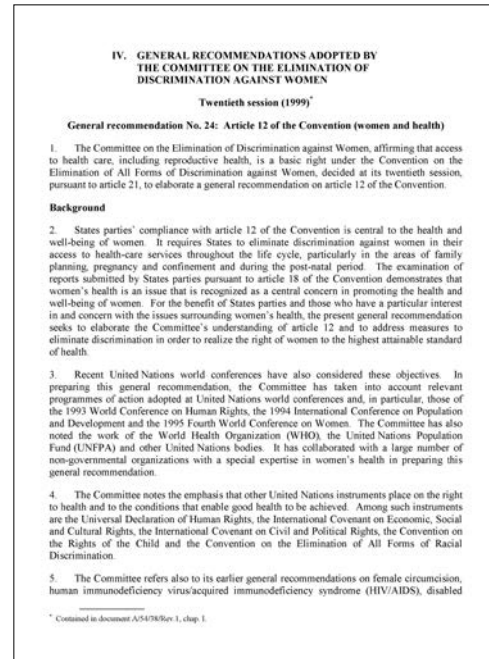 IV. GENERAL RECOMMENDATIONS ADOPTED BY
THE COMMITTEE ON THE ELIMINATION OF
DISCRIMINATION AGAINST WOMEN
Twentieth session (1999)*
General recommendation No. 24: Article 12 of the Convention (women and health)
1. The Committee on the Elimination of Discrimination against Women, affirming that access
to health care, including reproductive health, is a basic right under the Convention on the
Elimination of All Forms of Discrimination against Women, decided at its twentieth session,
pursuant to article 21, to elaborate a general recommendation on article 12 of the Convention.
Background
2. States parties' compliance with article 12 of the Convention is central to the health and
well-being of women. It requires States to eliminate discrimination against women in their
access to health-care services throughout the life cycle, particularly in the areas of family
planning, pregnancy and confinement and during the post-natal period. The examination of
reports submitted by States parties pursuant to article 18 of the Convention demonstrates that
women's health is an issue that is recognized as a central concern in promoting the health and
well-being of women. For the benefit of States parties and those who have a particular interest
in and concern with the issues surrounding women's health, the present general recommendation
seeks to elaborate the Committee's understanding of article 12 and to address measures to
eliminate discrimination in order to realize the right of women to the highest attainable standard
of health.
3. Recent United Nations world conferences have also considered these objectives. In
preparing this general recommendation, the Committee has taken into account relevant
programmes of action adopted at United Nations world conferences and, in particular, those of
the 1993 World Conference on Human Rights, the 1994 International Conference on Population
and Development and the 1995 Fourth World Conference on Women. The Committee has also
noted the work of the World Health Organization (WHO), the United Nations Population
Fund (UNFPA) and other United Nations bodies. It has collaborated with a large number of
non-governmental organizations with a special expertise in women's health in preparing this
general recommendation.
4. The Committee notes the emphasis that other United Nations instruments place on the right
to health and to the conditions that enable good health to be achieved. Among such instruments
are the Universal Declaration of Human Rights, the International Covenant on Economic, Social
and Cultural Rights, the International Covenant on Civil and Political Rights, the Convention on
the Rights of the Child and the Convention on the Elimination of All Forms of Racial
Discrimination.
5. The Committee refers also to its earlier general recommendations on female circumcision,
human immunodeficiency virus/acquired immunodeficiency syndrome (HIV/AIDS), disabled
* Contained in document A/54/38/Rev.1, chap. I.